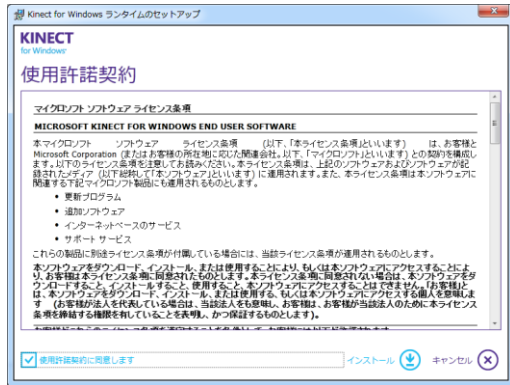 Kinect for Windows ランタイムのセットアップ
KINECT
for Windows
使用許諾契約
マイクロソフト ソフトウェア ライセンス条項
MICROSOFT KINECT FOR WINDOWS END USER SOFTWARE
本マイクロソフト ソフトウェア ライセンス条項 (以下、「本ライセンス条項」といいます) は、お客様と
Microsoft Corporation (またはお客様の所在地に応じた関連会社。以下、「マイクロソフト」といいます) との契約を構成し
ます。以下のライセンス条項を注意してお読みください。本ライセンス条項は、上記のソフトウェアおよびソフトウェアが記
録されたメディア (以下総称して「本ソフトウェア」といいます) に適用されます。また、本ライセンス条項は本ソフトウェアに
関連する下記マイクロソフト製品にも適用されるものとします。
• 更新プログラム
• 追加ソフトウェア
• インターネットベースのサービス
• サポート サービス
これらの製品に別途ライセンス条項が付属している場合には、当該ライセンス条項が適用されるものとします。
本ソフトウェアをダウンロード、インストール、または使用することにより、もしくは本ソフトウェアにアクセスすることによ
り、お客様は本ライセンス条項に同意されたものとします。本ライセンス条項に同意されない場合は、本ソフトウェアをダ
ウンロードすること、インストールすること、使用すること、本ソフトウェアにアクセスすることはできません。「お客様」と
は、本ソフトウェアをダウンロード、インストール、または使用する、もしくは本ソフトウェアにアクセスする個人を意味しま
す (お客様が法人を代表している場合は、当該法人をも意味し、お客様は、お客様が当該法人のために本ライセンス
条項を締結する権限を有していることを表明し、かつ保証するものとします)。
使用許諾契約に同意します
インストール
キャンセル